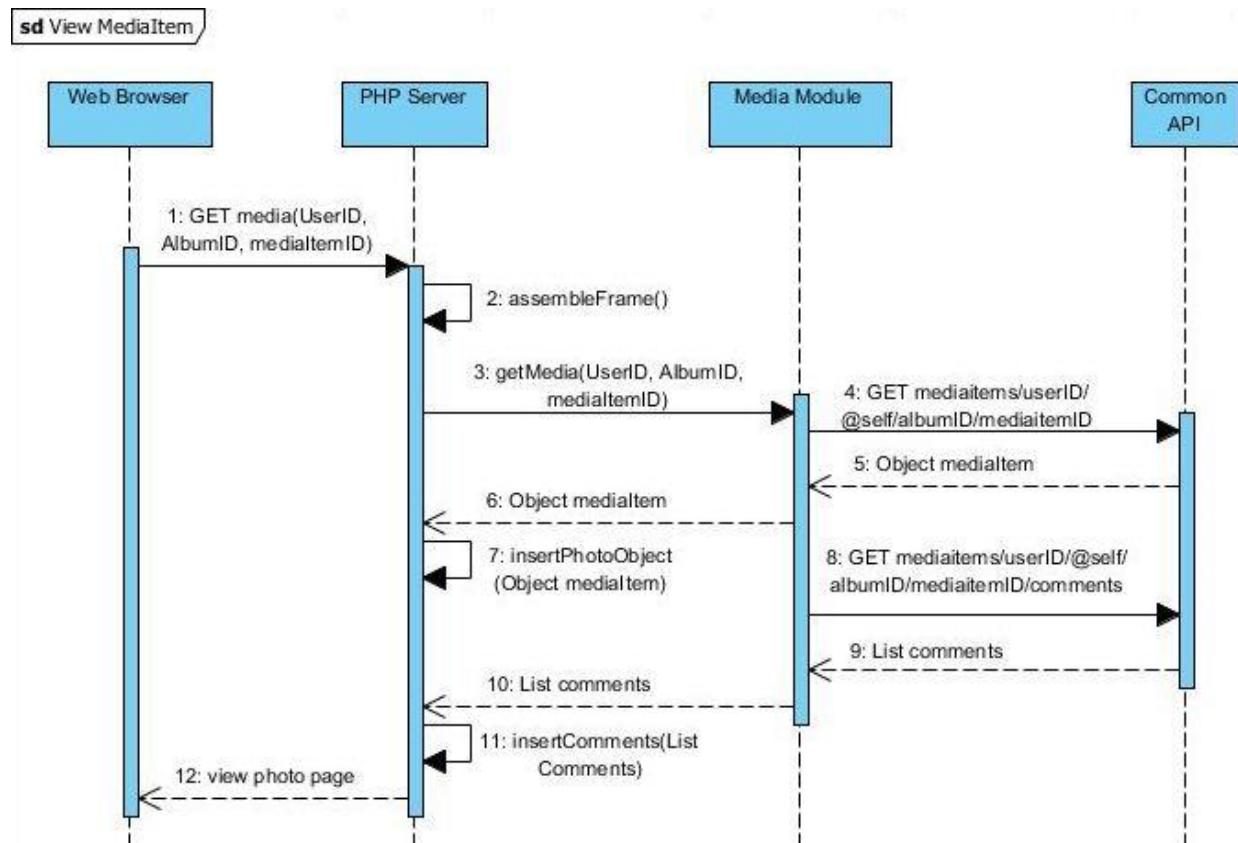 sd View MediaItem
Web Browser
PHP Server
Media Module
Common
API
1: GET media(UserID,
AlbumID, mediaItemID)
2: assembleFrame()
3: getMedia(UserID, AlbumID,
mediaItemID)
4: GET mediaitems/userID/
@self/albumID/mediaitemID
5: Object mediaItem
6: Object mediaItem
7: insertPhotoObject
(Object mediaItem)
8: GET mediaitems/userID/@self/
albumID/mediaitemID/comments
9: List comments
10: List comments
11: insertComments(List
Comments)
12: view photo page